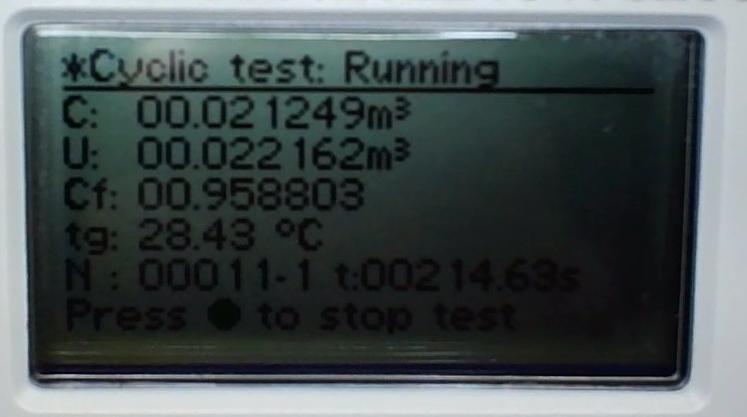 *Cyclic test: Running
C: 00.021249m³
U: 00.022162m³
Cf: 00.958803
tg: 28.43 °C
N : 00011-1 t:00214.63s
Press ● to stop test